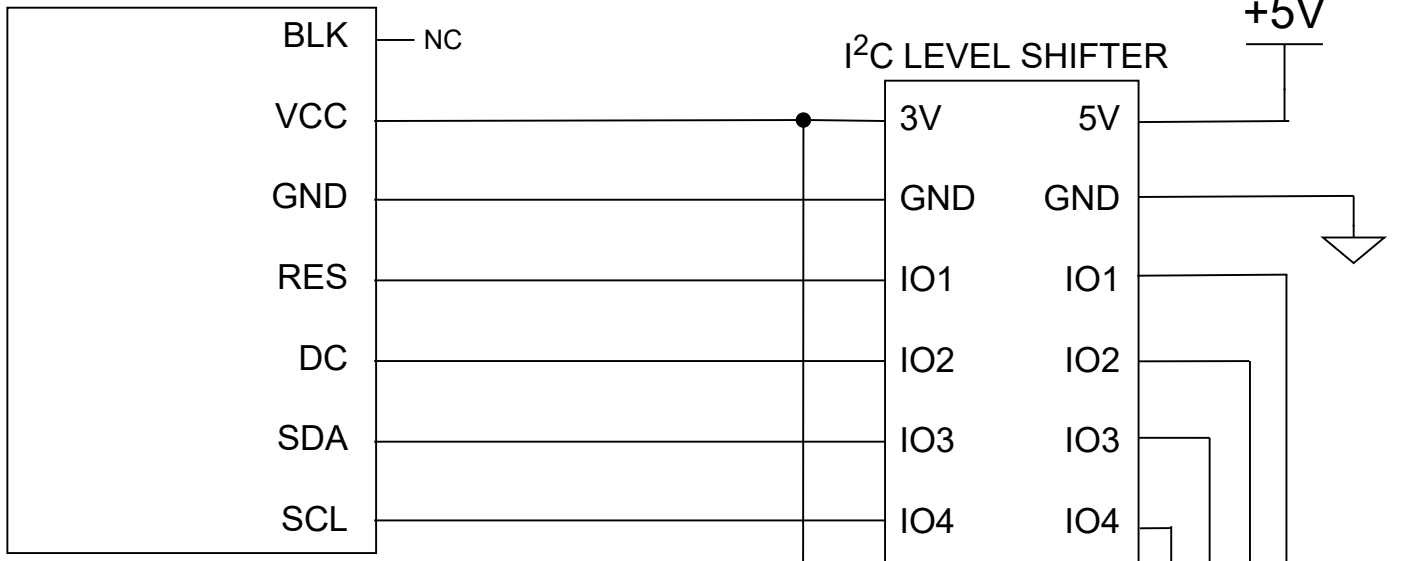 +5V
BLK NC
I²C LEVEL SHIFTER
VCC 3V 5V
GND GND GND
RES IO1 IO1
DC IO2 IO2
SDA IO3 IO3
SCL IO4 IO4